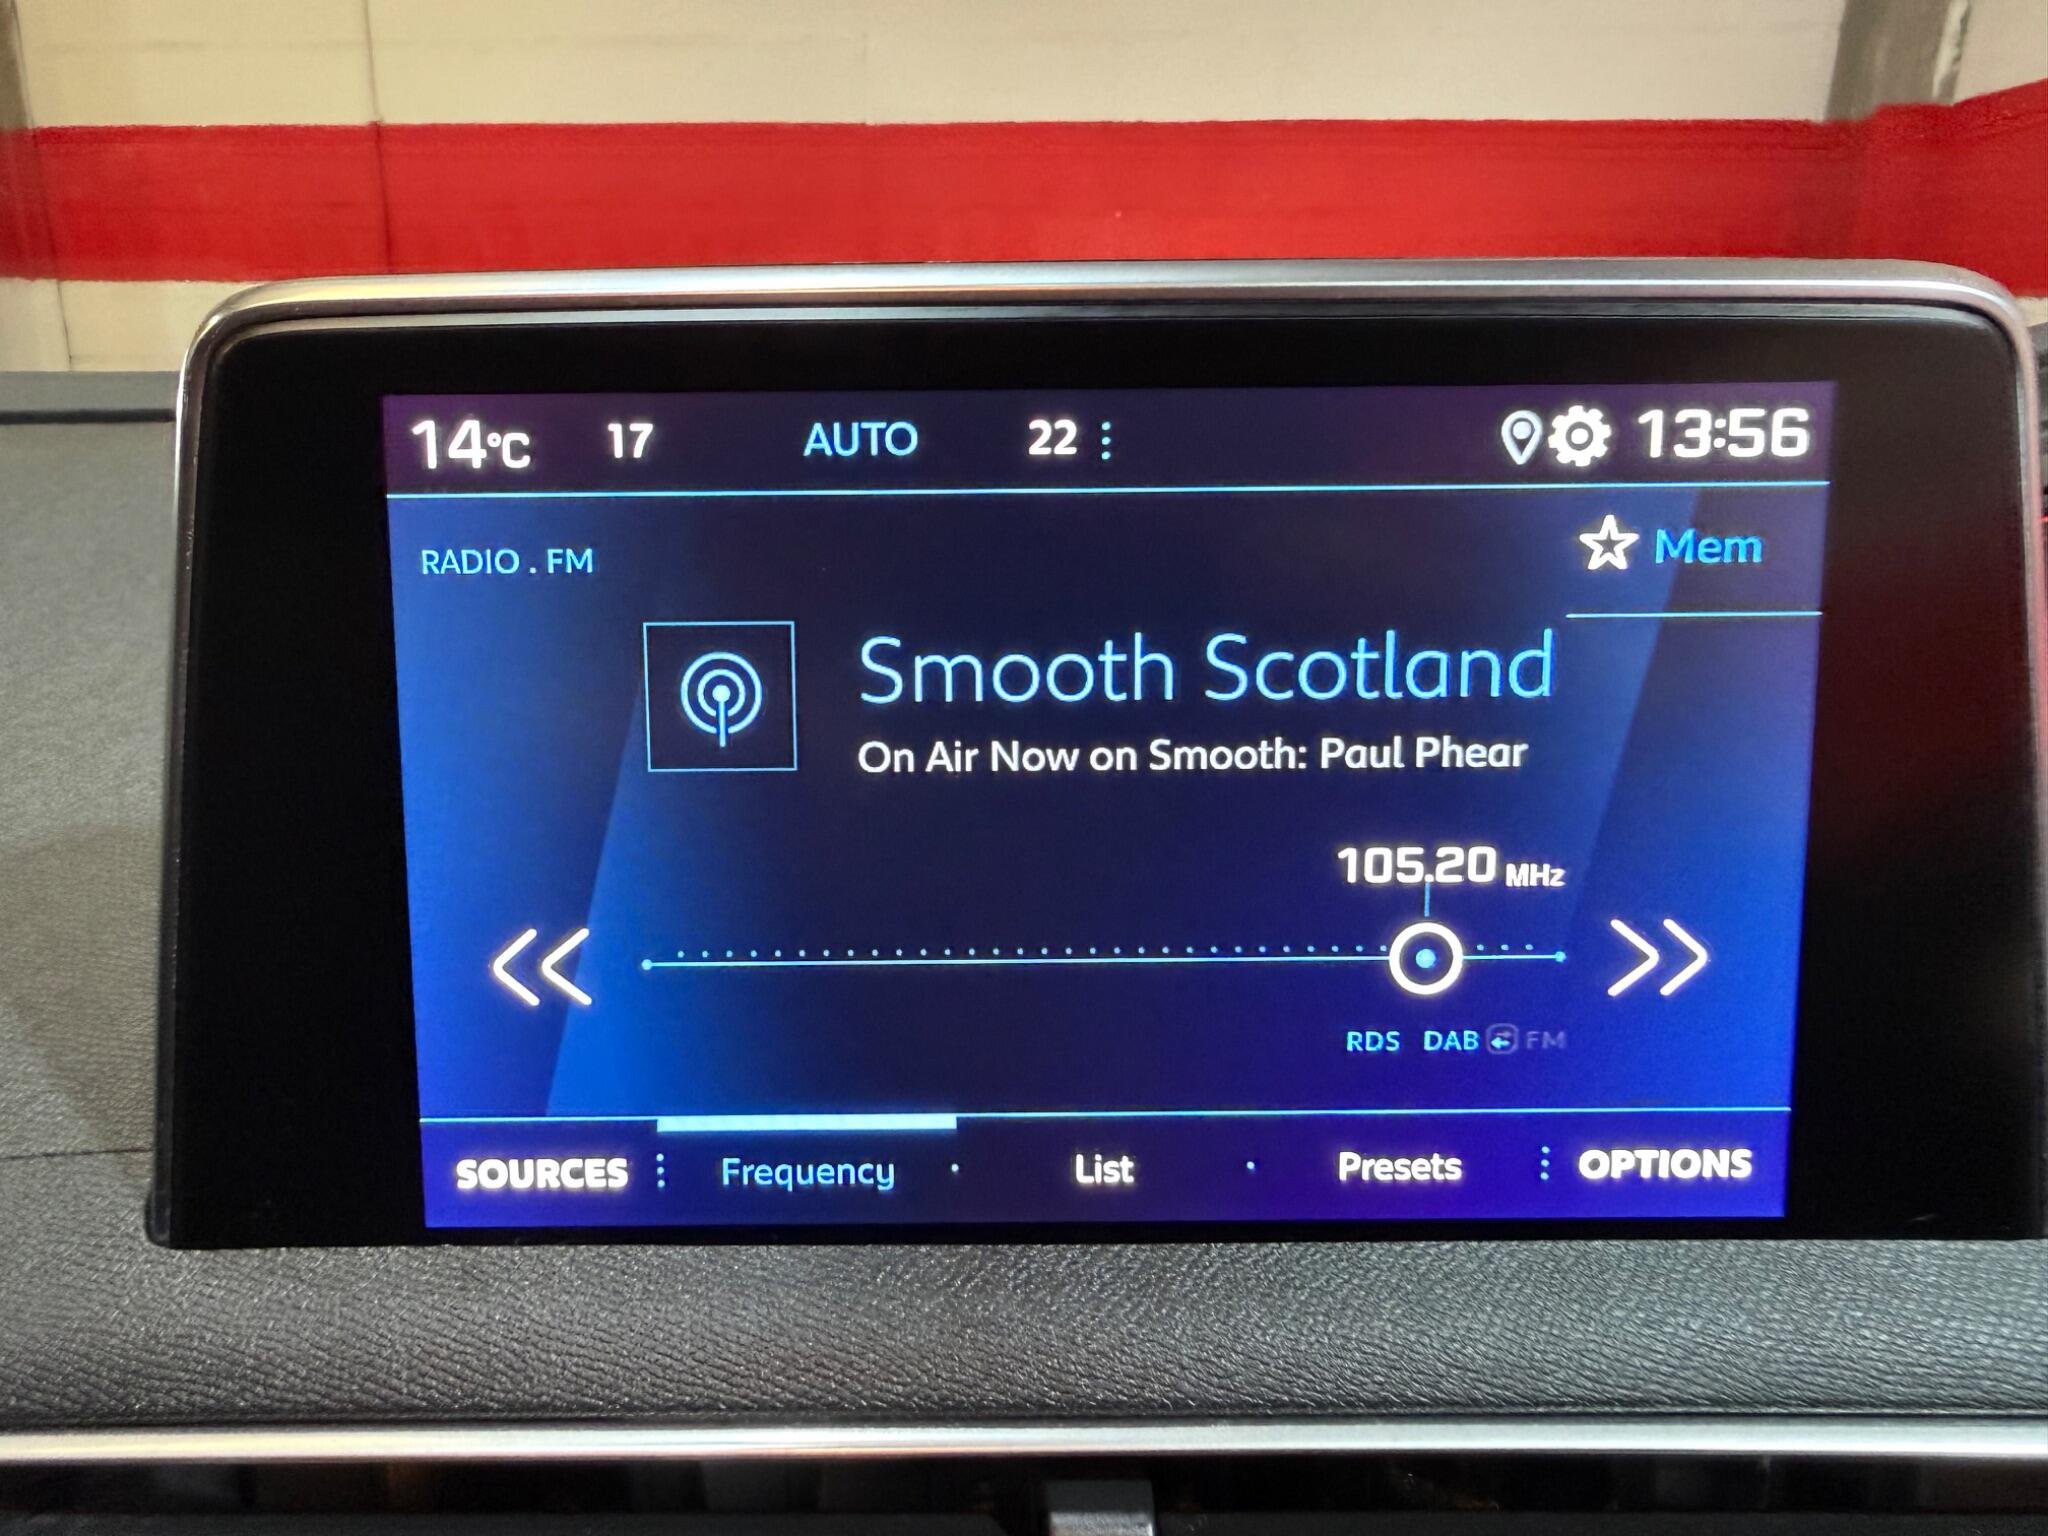 14°C 17 AUTO 22 13:56
Mem
RADIO . FM
Smooth Scotland
On Air Now on Smooth: Paul Phear
105.20 MHz
RDS DAB FM
SOURCES Frequency List Presets OPTIONS